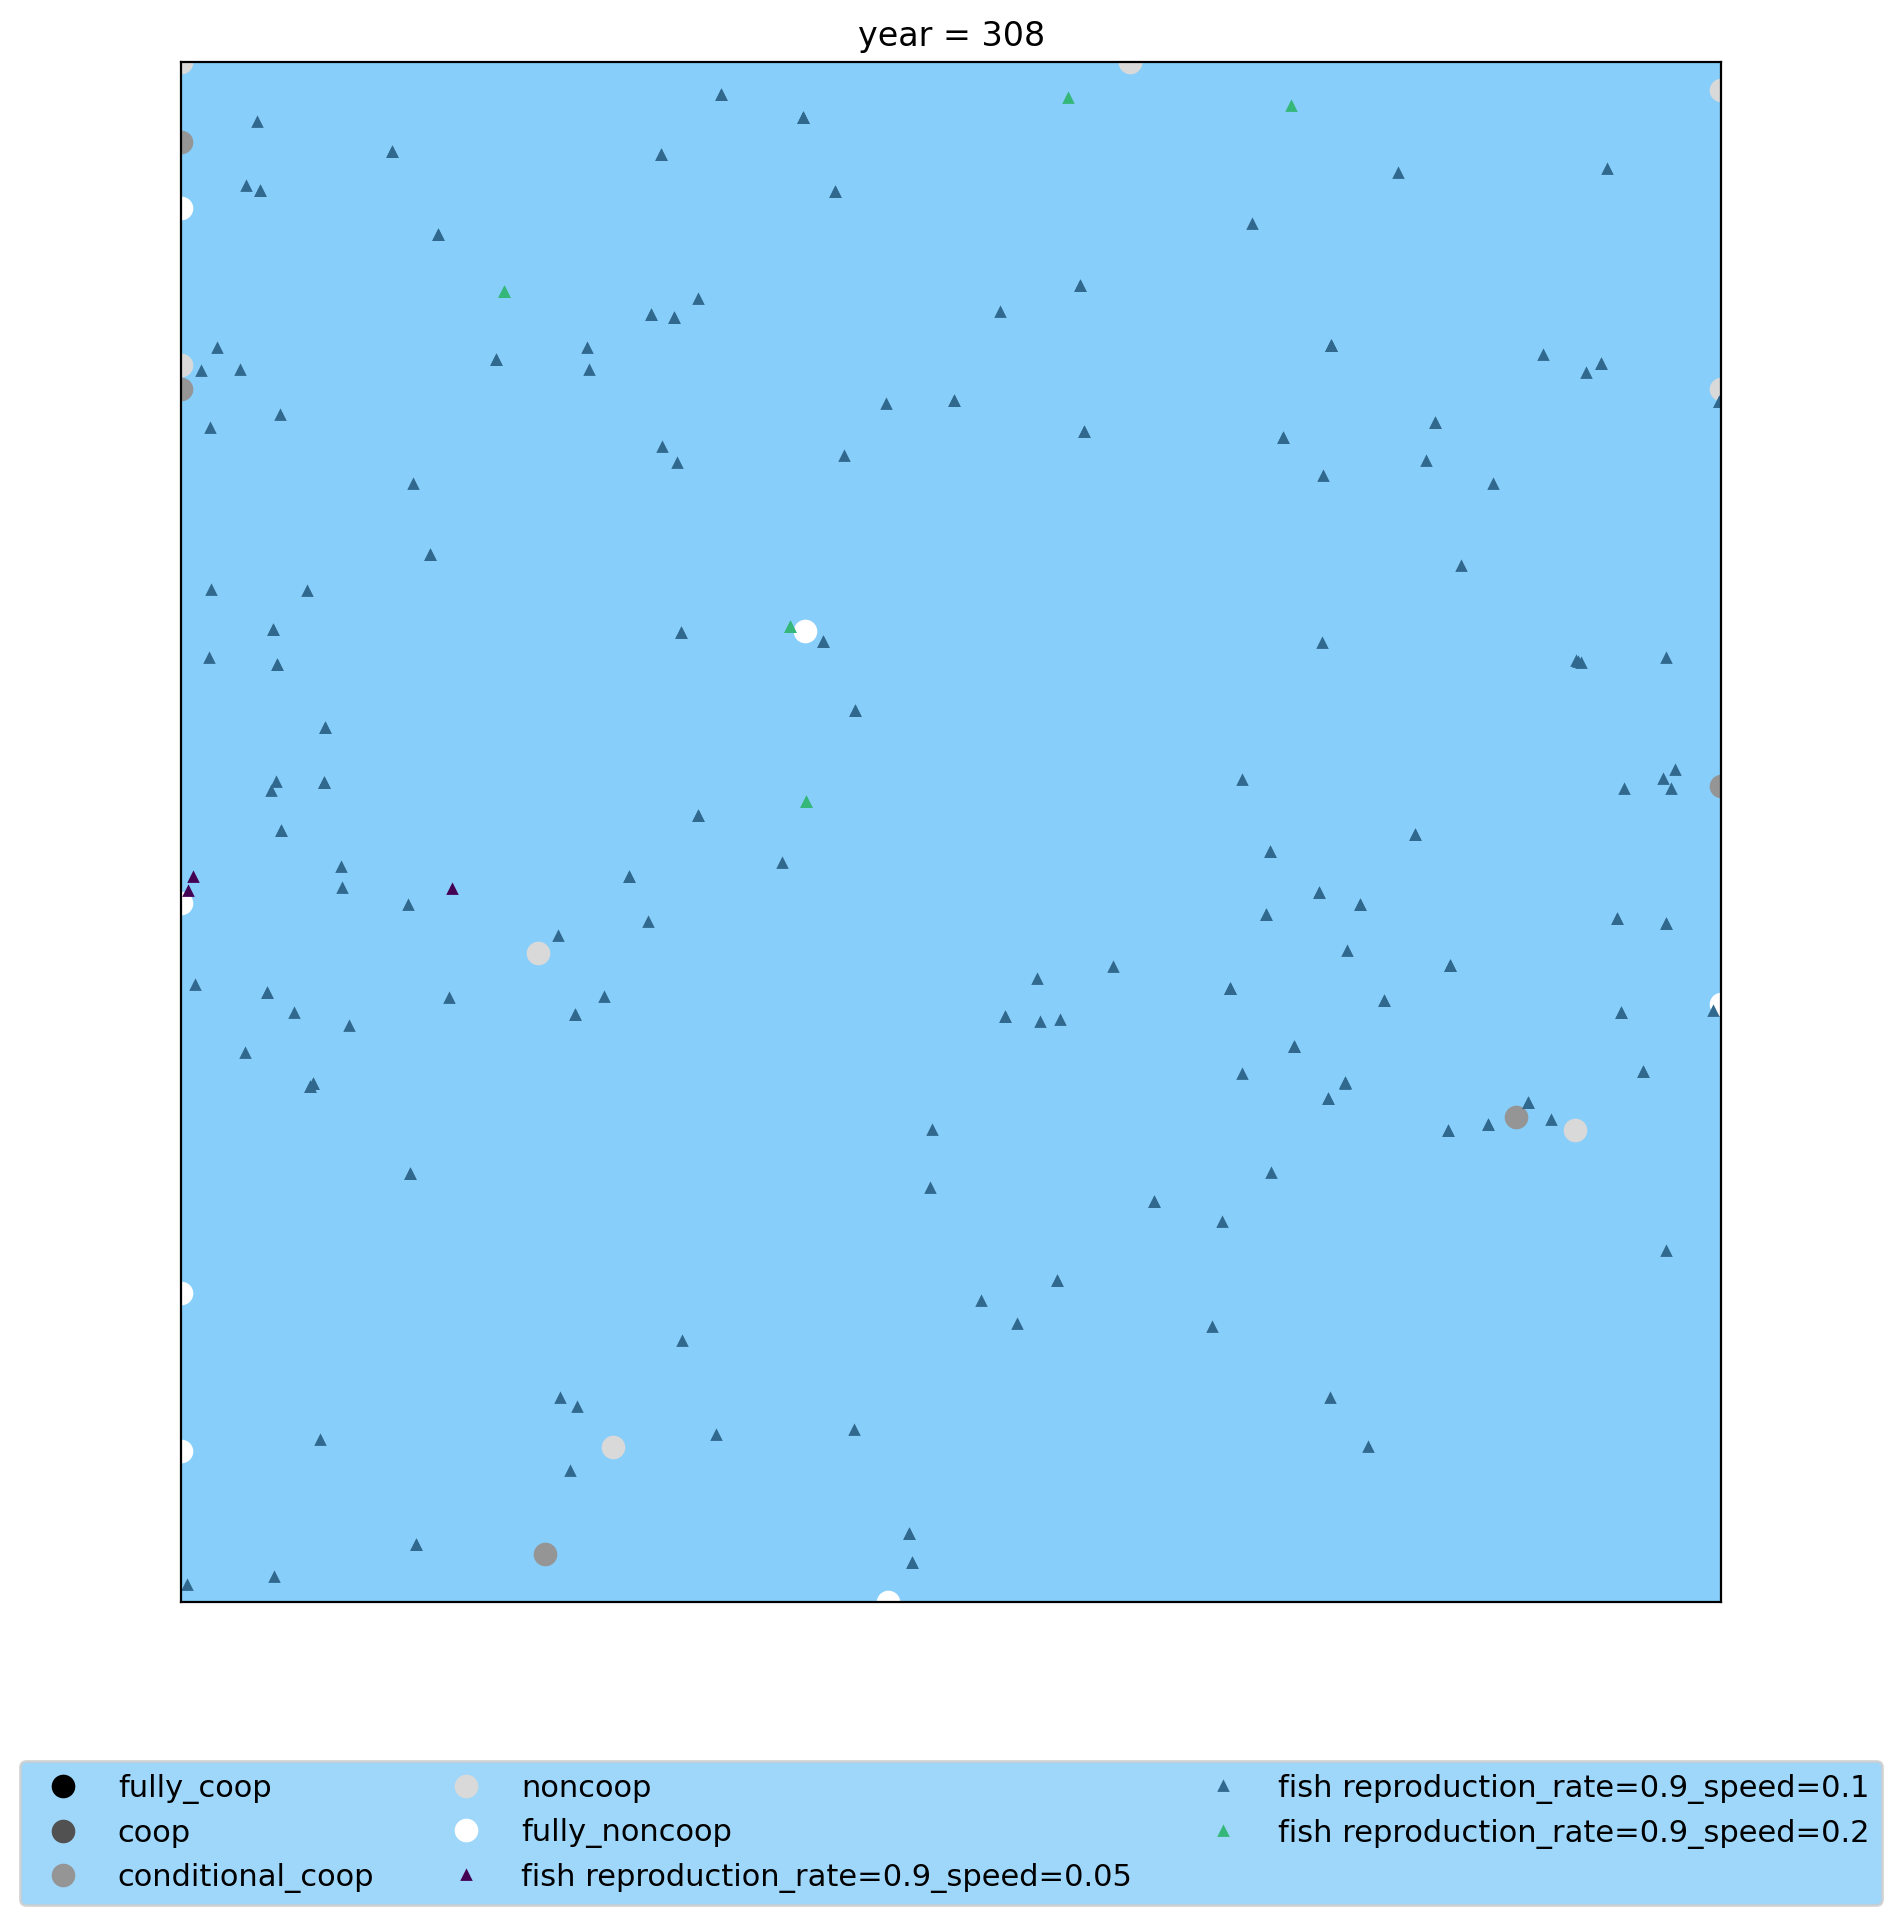 year = 308
fully_coop
coop
conditional_coop
noncoop
fully_noncoop
fish reproduction_rate=0.9_speed=0.05
fish reproduction_rate=0.9_speed=0.1
fish reproduction_rate=0.9_speed=0.2